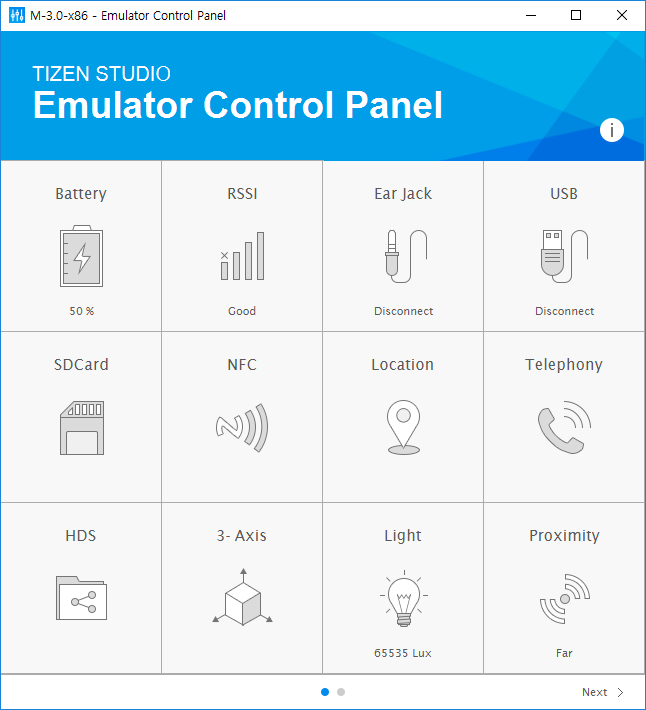 M-3.0-x86 - Emulator Control Panel
TIZEN STUDIO
Emulator Control Panel
i
Battery
RSSI
Ear Jack
USB
50 %
Good
Disconnect
Disconnect
SDCard
NFC
Location
Telephony
HDS
3- Axis
Light
Proximity
65535 Lux
Far
Next